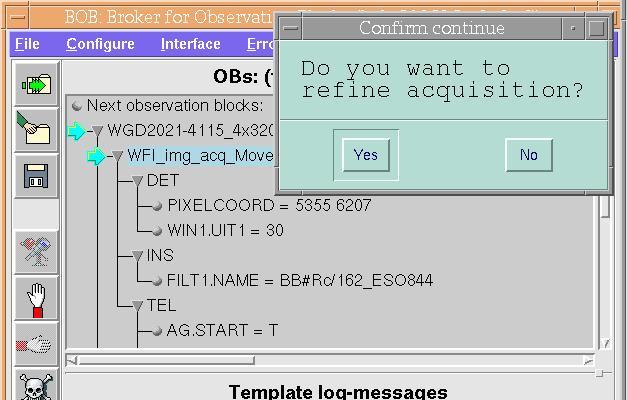 BOB: Broker for Observation
Confirm continue
File Configure Interface
Do you want to
refine acquisition?
Yes No
OBs:
Next observation blocks:
WGD2021-4115_4x320
WFI_img_acq_Move
DET
PIXELCOORD = 5355 6207
WIN1.UIT1 = 30
INS
FILT1.NAME = BB#Rc/162_ESO844
TEL
AG.START = T
Template log-messages